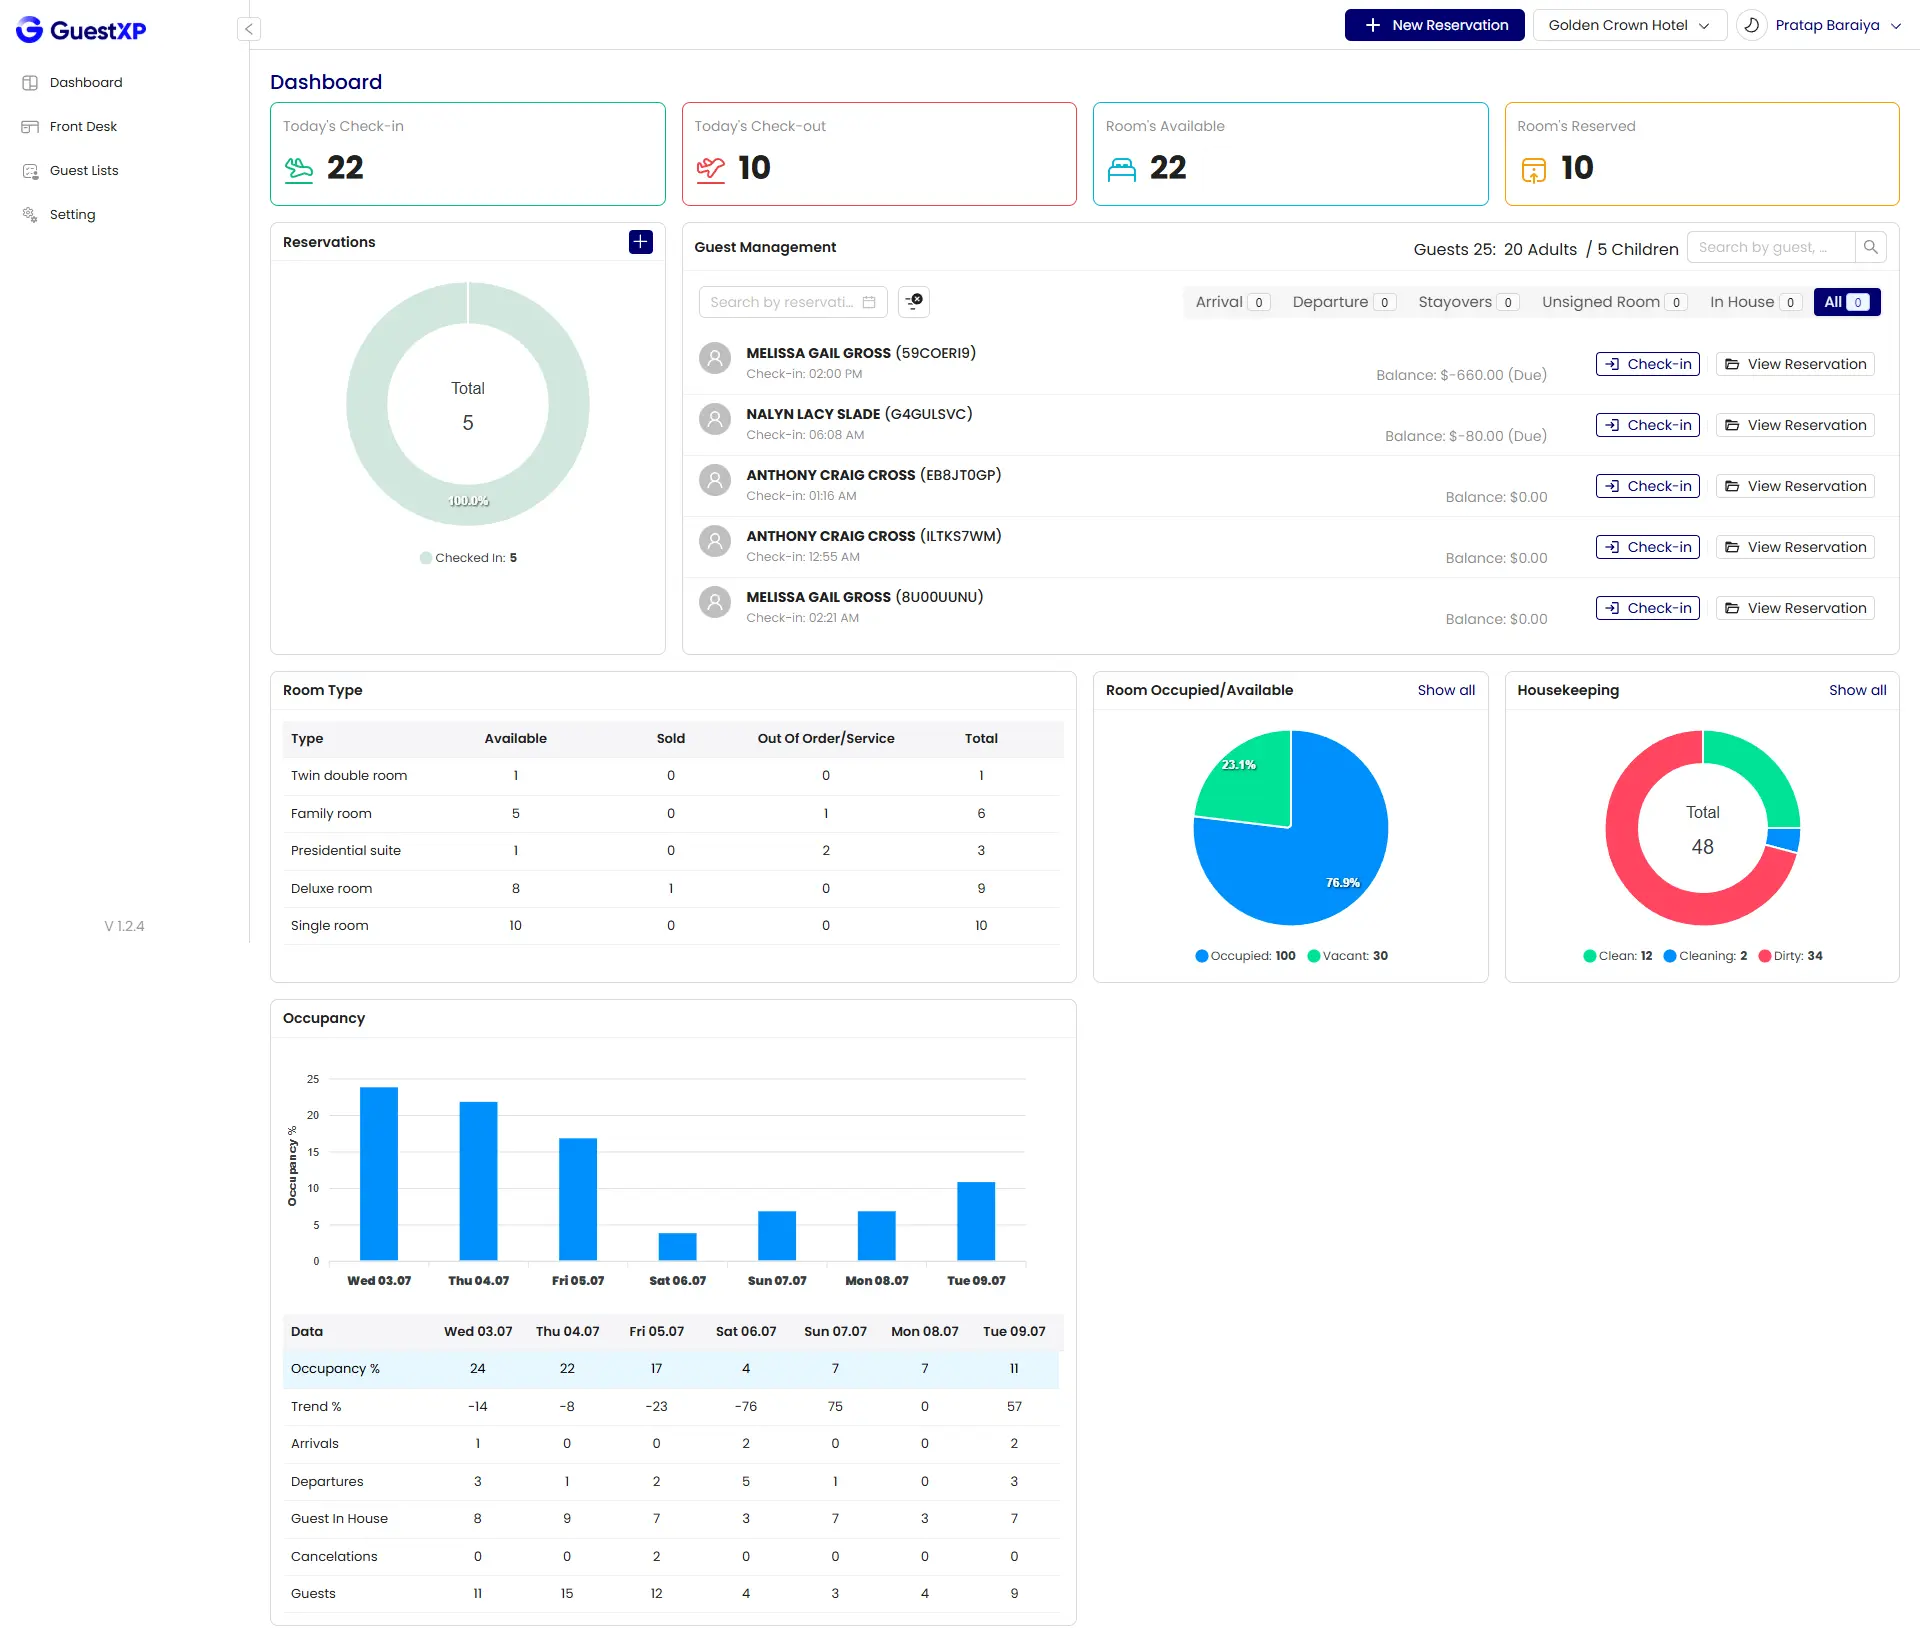 GuestXP
Dashboard
Front Desk
Guest Lists
Setting
V 1.2.4
New Reservation
Golden Crown Hotel
Pratap Baraiya
Dashboard
Today's Check-in
22
Today's Check-out
10
Room's Available
22
Room's Reserved
10
Reservations
Total
5
100.0%
Checked In: 5
Guest Management
Guests 25: 20 Adults / 5 Children
Search by guest, ...
Search by reservati...
Arrival 0 Departure 0 Stayovers 0 Unsigned Room 0 In House 0 All 0
MELISSA GAIL GROSS (59COERI9)
Check-in: 02:00 PM
Balance: $-660.00 (Due)
Check-in View Reservation
NALYN LACY SLADE (G4GULSVC)
Check-in: 06:08 AM
Balance: $-80.00 (Due)
Check-in View Reservation
ANTHONY CRAIG CROSS (EB8JT0GP)
Check-in: 01:16 AM
Balance: $0.00
Check-in View Reservation
ANTHONY CRAIG CROSS (ILTKS7WM)
Check-in: 12:55 AM
Balance: $0.00
Check-in View Reservation
MELISSA GAIL GROSS (8U00UUNU)
Check-in: 02:21 AM
Balance: $0.00
Check-in View Reservation
Room Type
Type Available Sold Out Of Order/Service Total
Twin double room 1 0 0 1
Family room 5 0 1 6
Presidential suite 1 0 2 3
Deluxe room 8 1 0 9
Single room 10 0 0 10
Room Occupied/Available
Show all
23.1%
76.9%
Occupied: 100 Vacant: 30
Housekeeping
Show all
Total
48
Clean: 12 Cleaning: 2 Dirty: 34
Occupancy
Occupancy %
25
20
15
10
5
0
Wed 03.07 Thu 04.07 Fri 05.07 Sat 06.07 Sun 07.07 Mon 08.07 Tue 09.07
Data Wed 03.07 Thu 04.07 Fri 05.07 Sat 06.07 Sun 07.07 Mon 08.07 Tue 09.07
Occupancy % 24 22 17 4 7 7 11
Trend % -14 -8 -23 -76 75 0 57
Arrivals 1 0 0 2 0 0 2
Departures 3 1 2 5 1 0 3
Guest In House 8 9 7 3 7 3 7
Cancelations 0 0 2 0 0 0 0
Guests 11 15 12 4 3 4 9